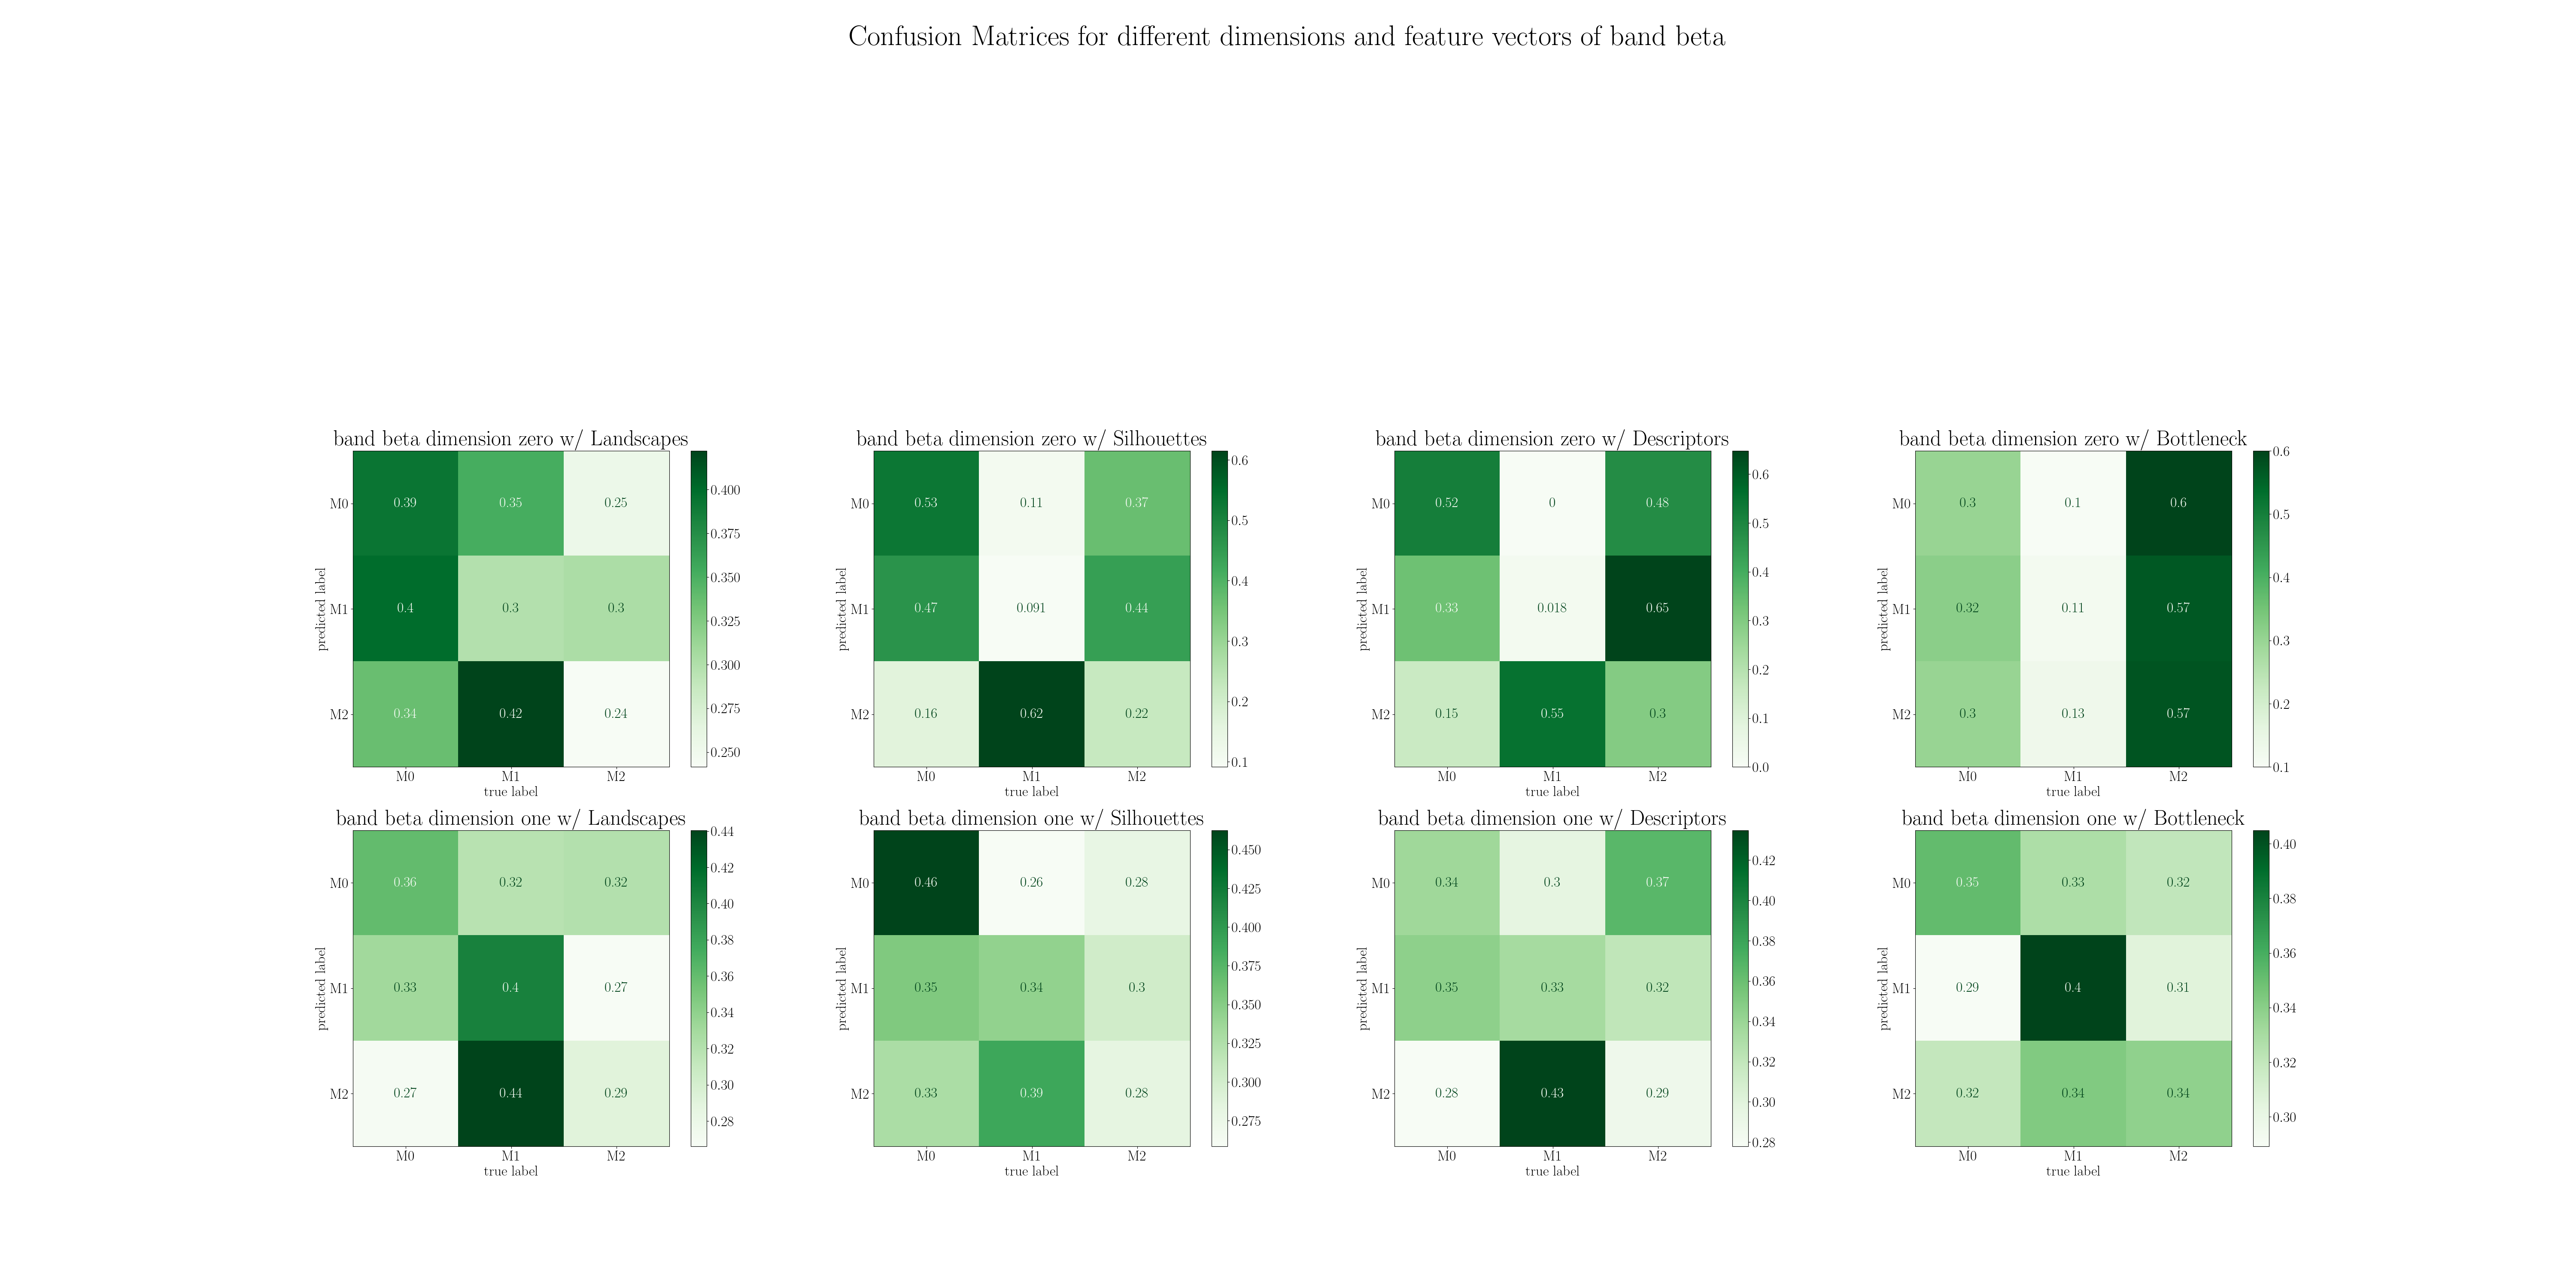 Confusion Matrices for different dimensions and feature vectors of band beta
band beta dimension zero w/ Landscapes
predicted label
M0
M1
M2
0.39 0.35 0.25
0.4 0.3 0.3
0.34 0.42 0.24
M0 M1 M2
true label
0.400
0.375
0.350
0.325
0.300
0.275
0.250
band beta dimension zero w/ Silhouettes
predicted label
M0
M1
M2
0.53 0.11 0.37
0.47 0.091 0.44
0.16 0.62 0.22
M0 M1 M2
true label
0.6
0.5
0.4
0.3
0.2
0.1
band beta dimension zero w/ Descriptors
predicted label
M0
M1
M2
0.52 0 0.48
0.33 0.018 0.65
0.15 0.55 0.3
M0 M1 M2
true label
0.6
0.5
0.4
0.3
0.2
0.1
0.0
band beta dimension zero w/ Bottleneck
predicted label
M0
M1
M2
0.3 0.1 0.6
0.32 0.11 0.57
0.3 0.13 0.57
M0 M1 M2
true label
0.6
0.5
0.4
0.3
0.2
0.1
band beta dimension one w/ Landscapes
predicted label
M0
M1
M2
0.36 0.32 0.32
0.33 0.4 0.27
0.27 0.44 0.29
M0 M1 M2
true label
0.44
0.42
0.40
0.38
0.36
0.34
0.32
0.30
0.28
band beta dimension one w/ Silhouettes
predicted label
M0
M1
M2
0.46 0.26 0.28
0.35 0.34 0.3
0.33 0.39 0.28
M0 M1 M2
true label
0.450
0.425
0.400
0.375
0.350
0.325
0.300
0.275
band beta dimension one w/ Descriptors
predicted label
M0
M1
M2
0.34 0.3 0.37
0.35 0.33 0.32
0.28 0.43 0.29
M0 M1 M2
true label
0.42
0.40
0.38
0.36
0.34
0.32
0.30
0.28
band beta dimension one w/ Bottleneck
predicted label
M0
M1
M2
0.35 0.33 0.32
0.29 0.4 0.31
0.32 0.34 0.34
M0 M1 M2
true label
0.40
0.38
0.36
0.34
0.32
0.30